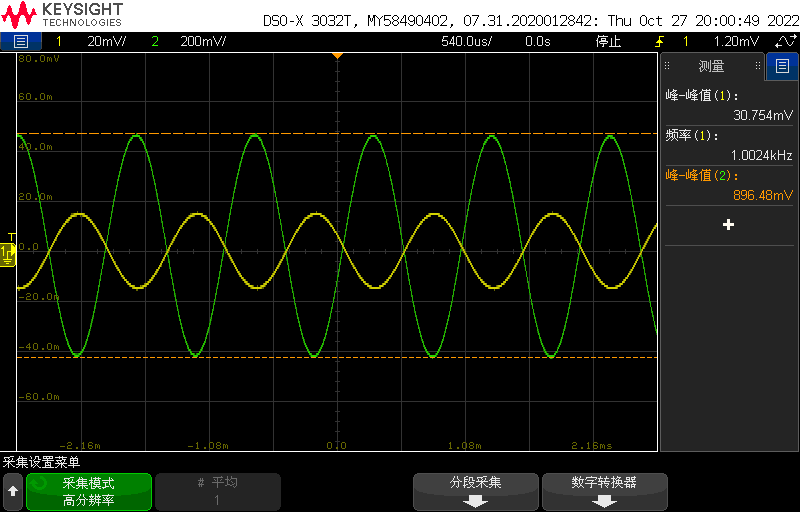 KEYSIGHT
TECHNOLOGIES
DSO-X 3032T, MY58490402, 07.31.2020012842: Thu Oct 27 20:00:49 2022
1 20mV/ 2 200mV/ 540.0us/ 0.0s 停止 1 1.20mV
80.0mV
60.0m
40.0m
20.0m
0.0
-20.0m
-40.0m
-60.0m
T
1
-2.16m -1.08m 0.0 1.08m 2.16ms
测量
峰-峰值(1):
30.754mV
频率(1):
1.0024kHz
峰-峰值(2):
896.48mV
+
采集设置菜单
采集模式
高分辨率
# 平均
1
分段采集
数字转换器